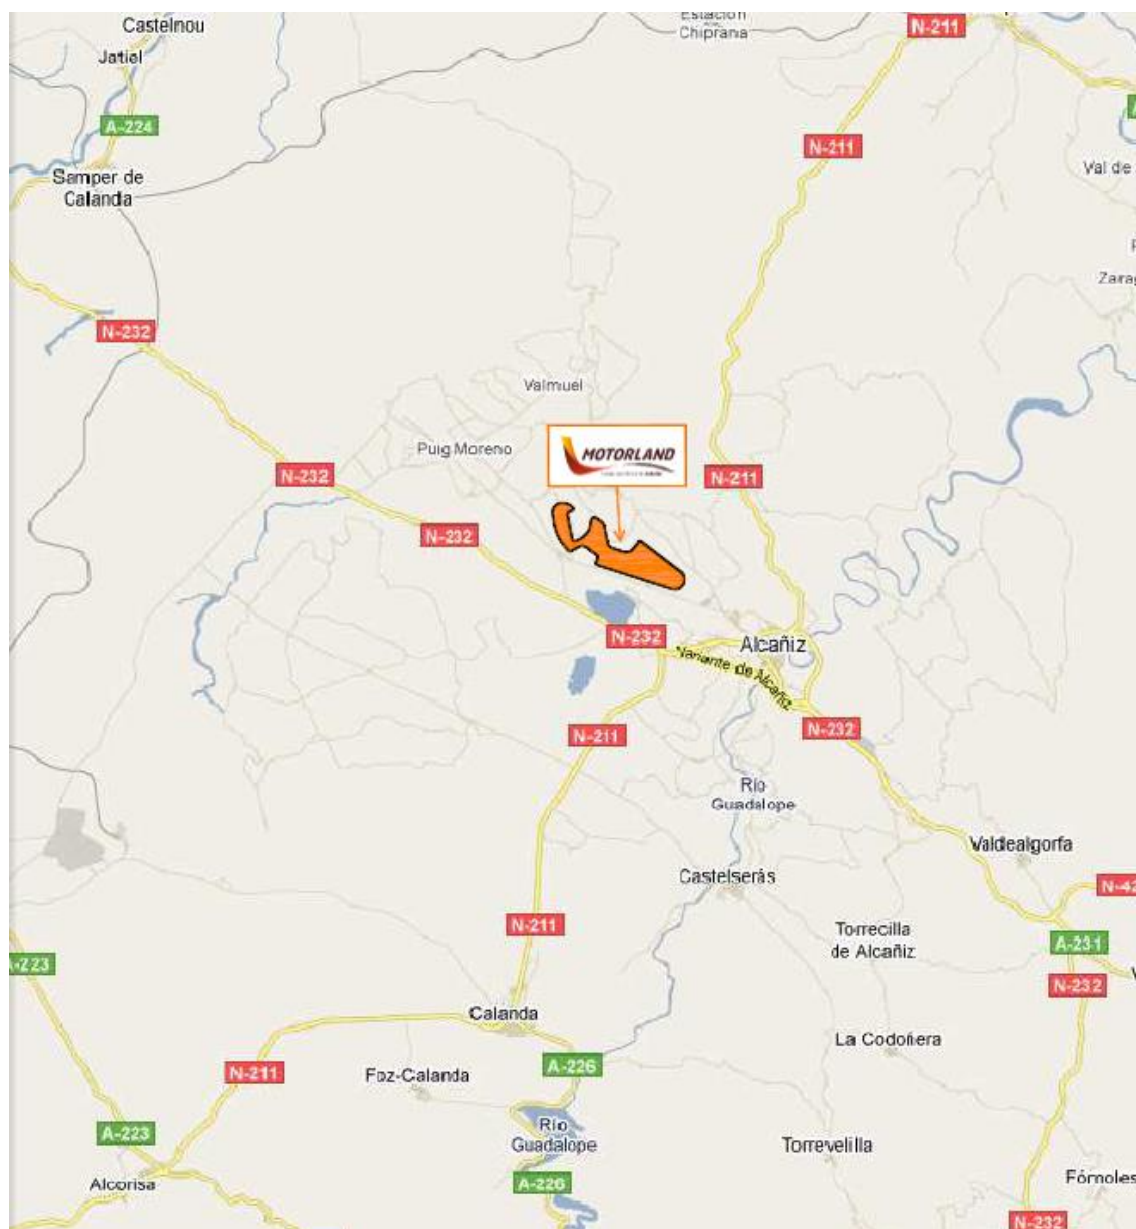 Castelnou
Estación
Chiprana
N-211
Jatiel
A-224
N-211
Samper de
Calanda
Val de
Zarag
N-232
Valmuel
Puig Moreno
MOTORLAND
N-232
N-211
N-232
N-232
Alcañiz
Variante de Alcañiz
N-211
N-232
Río
Guadalope
Valdealgorfa
Castelserás
N-42
N-211
Torrecilla
de Alcañiz
A-231
A-223
N-232
Calanda
La Codoñera
N-211
Foz-Calanda
A-226
A-223
Río
Guadalope
Torrevelilla
Alcorisa
A-226
Fórnoles
N-232